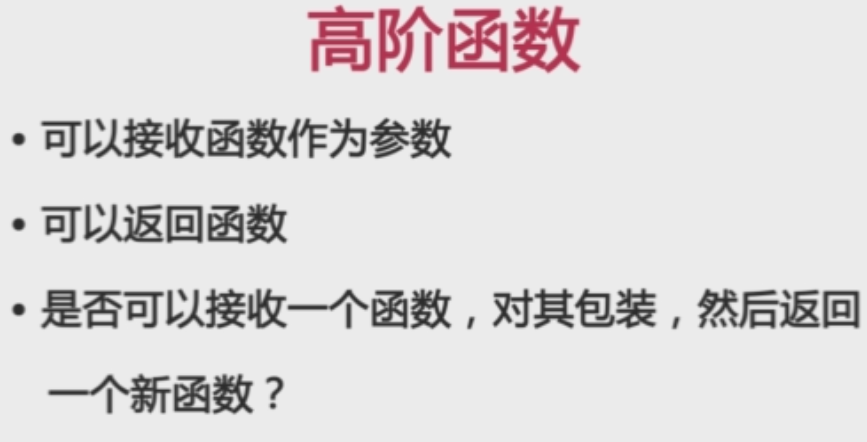 高阶函数
• 可以接收函数作为参数
• 可以返回函数
• 是否可以接收一个函数，对其包装，然后返回
一个新函数？